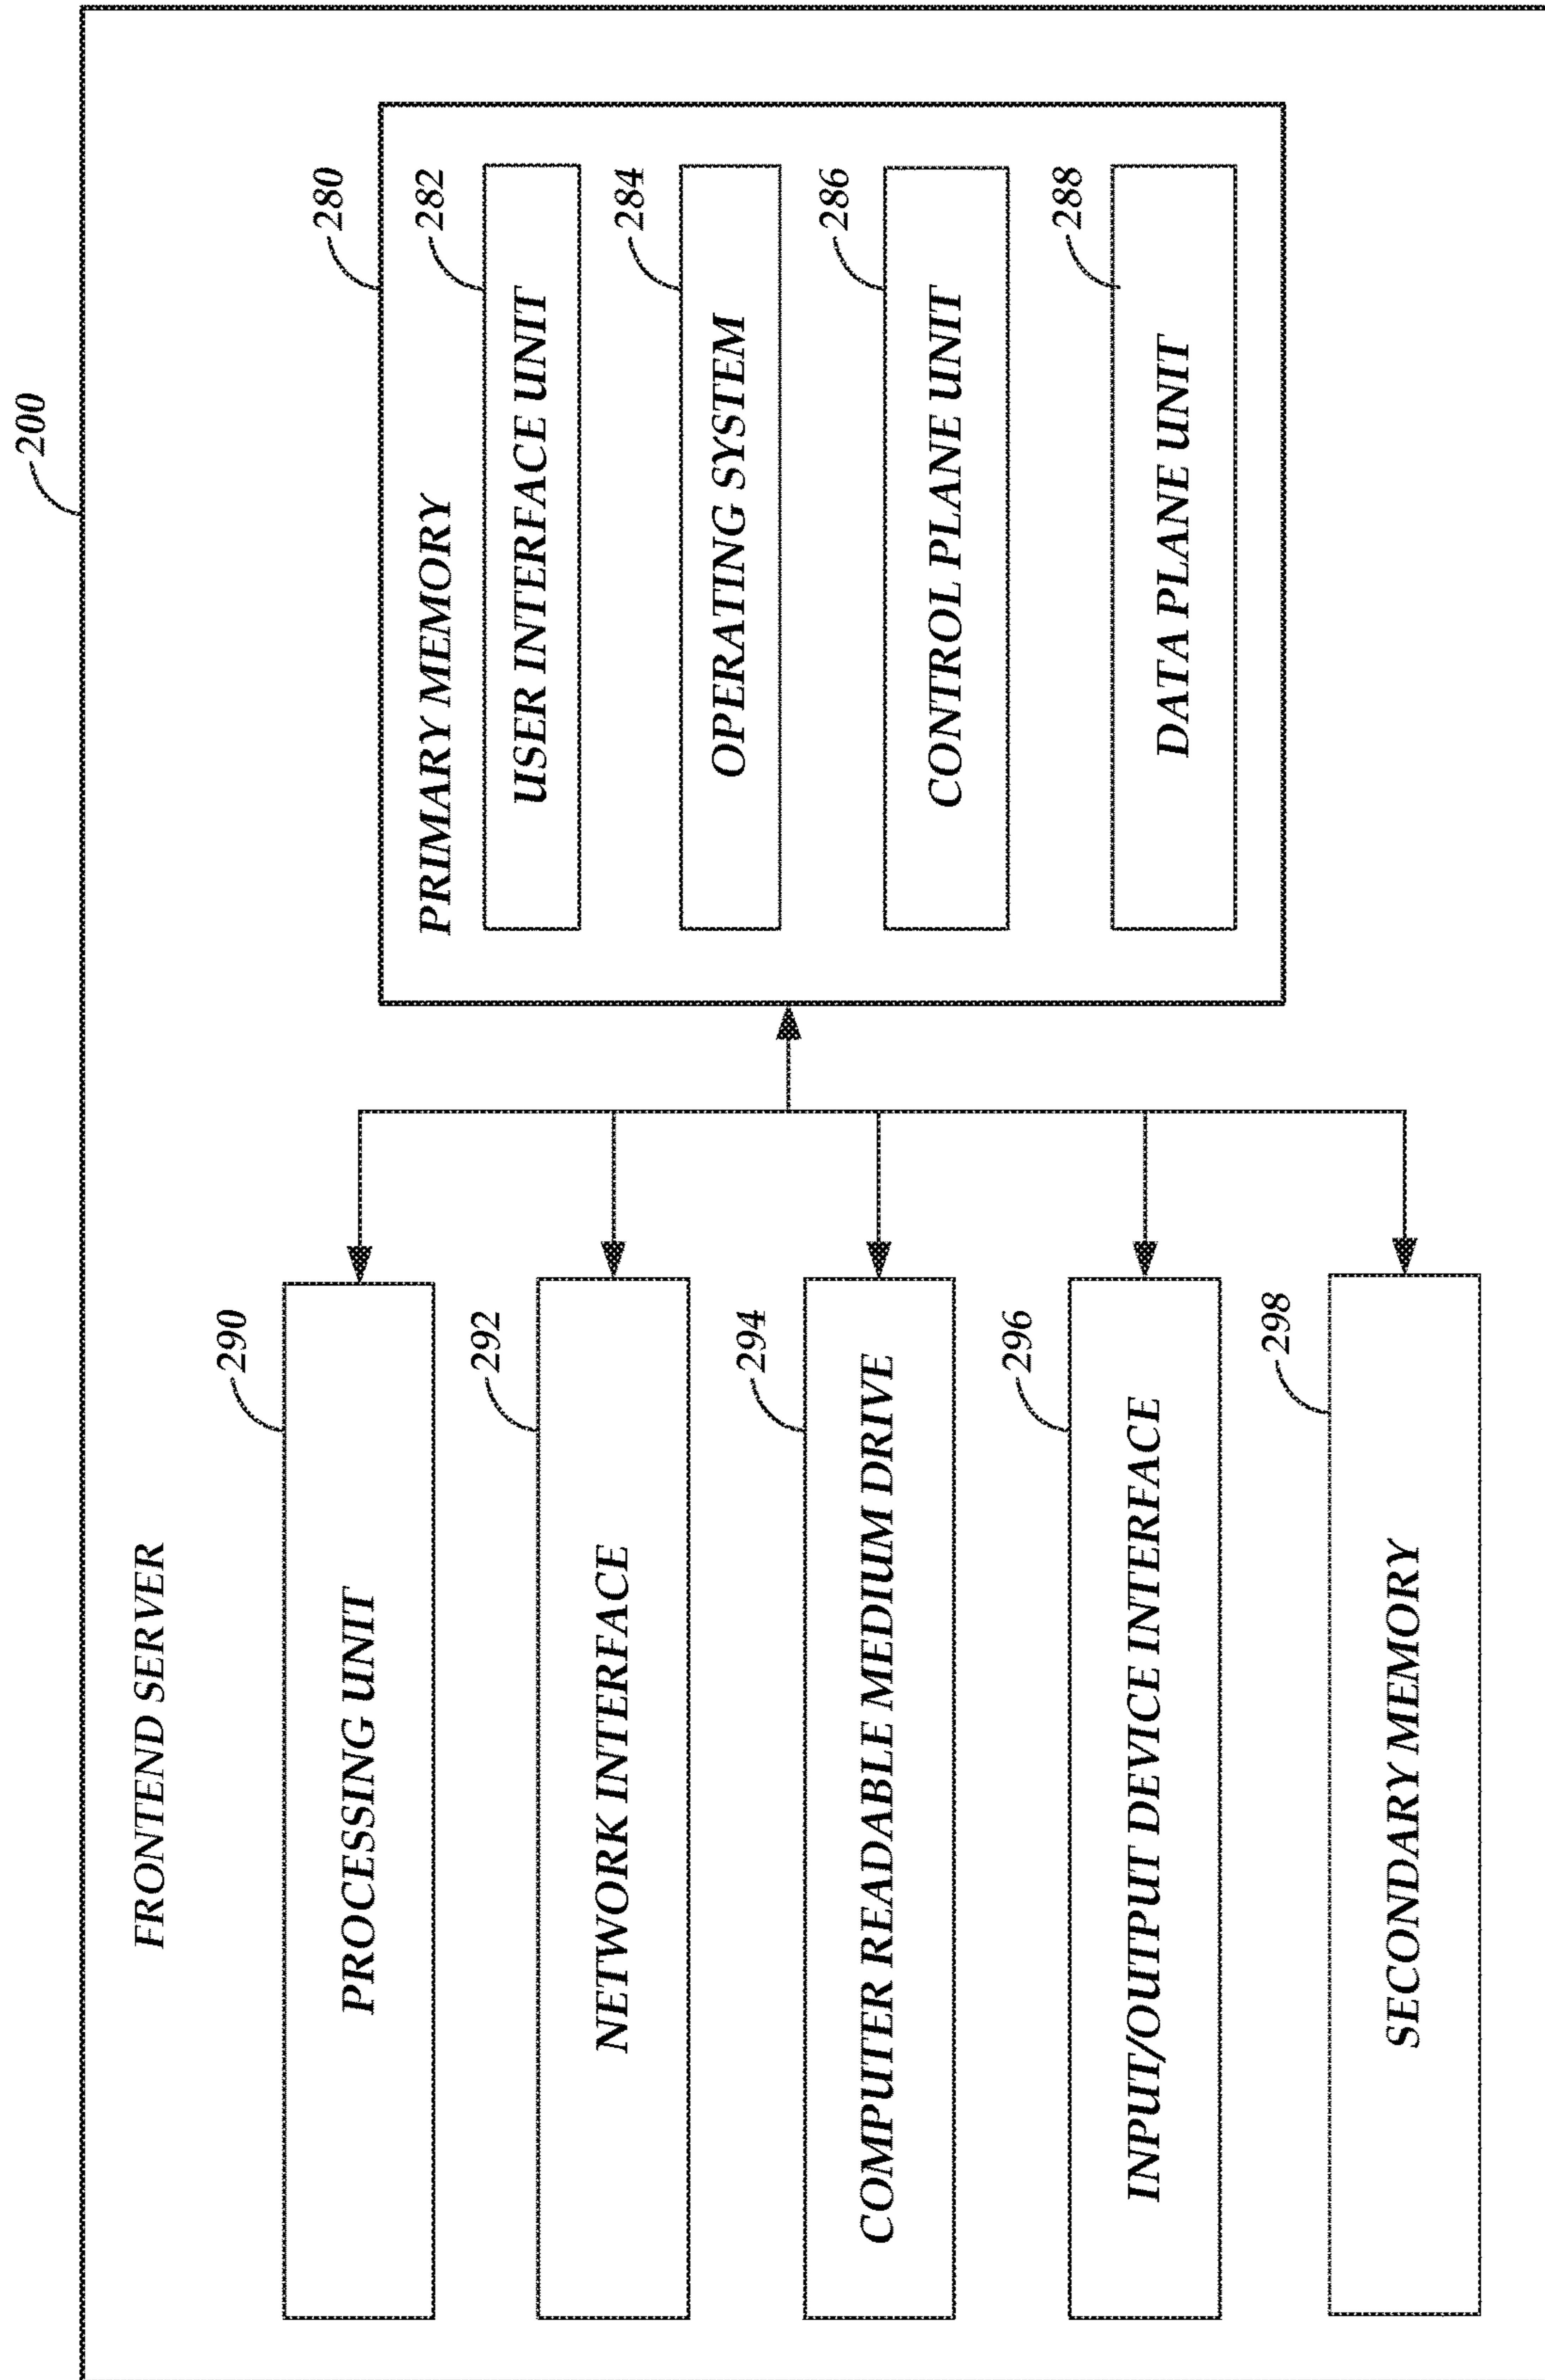 200
FRONTEND SERVER
290
PROCESSING UNIT
292
NETWORK INTERFACE
294
COMPUTER READABLE MEDIUM DRIVE
296
INPUT/OUTPUT DEVICE INTERFACE
298
SECONDARY MEMORY
280
PRIMARY MEMORY
282
USER INTERFACE UNIT
284
OPERATING SYSTEM
286
CONTROL PLANE UNIT
288
DATA PLANE UNIT